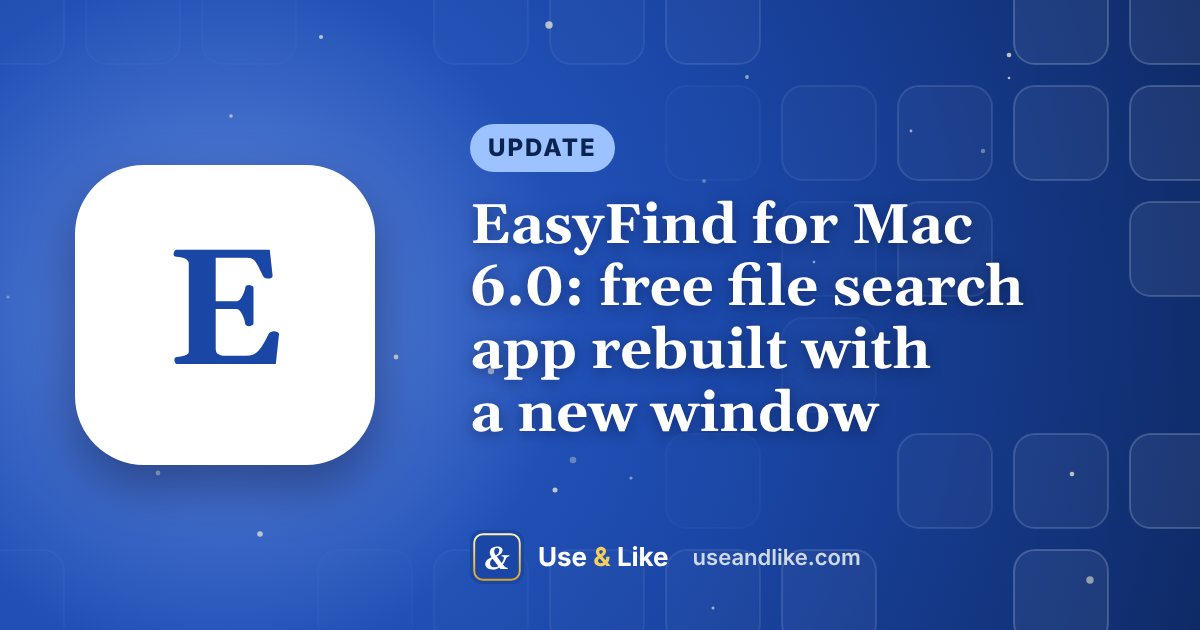 E
UPDATE
EasyFind for Mac
6.0: free file search
app rebuilt with
a new window
& Use & Like useandlike.com